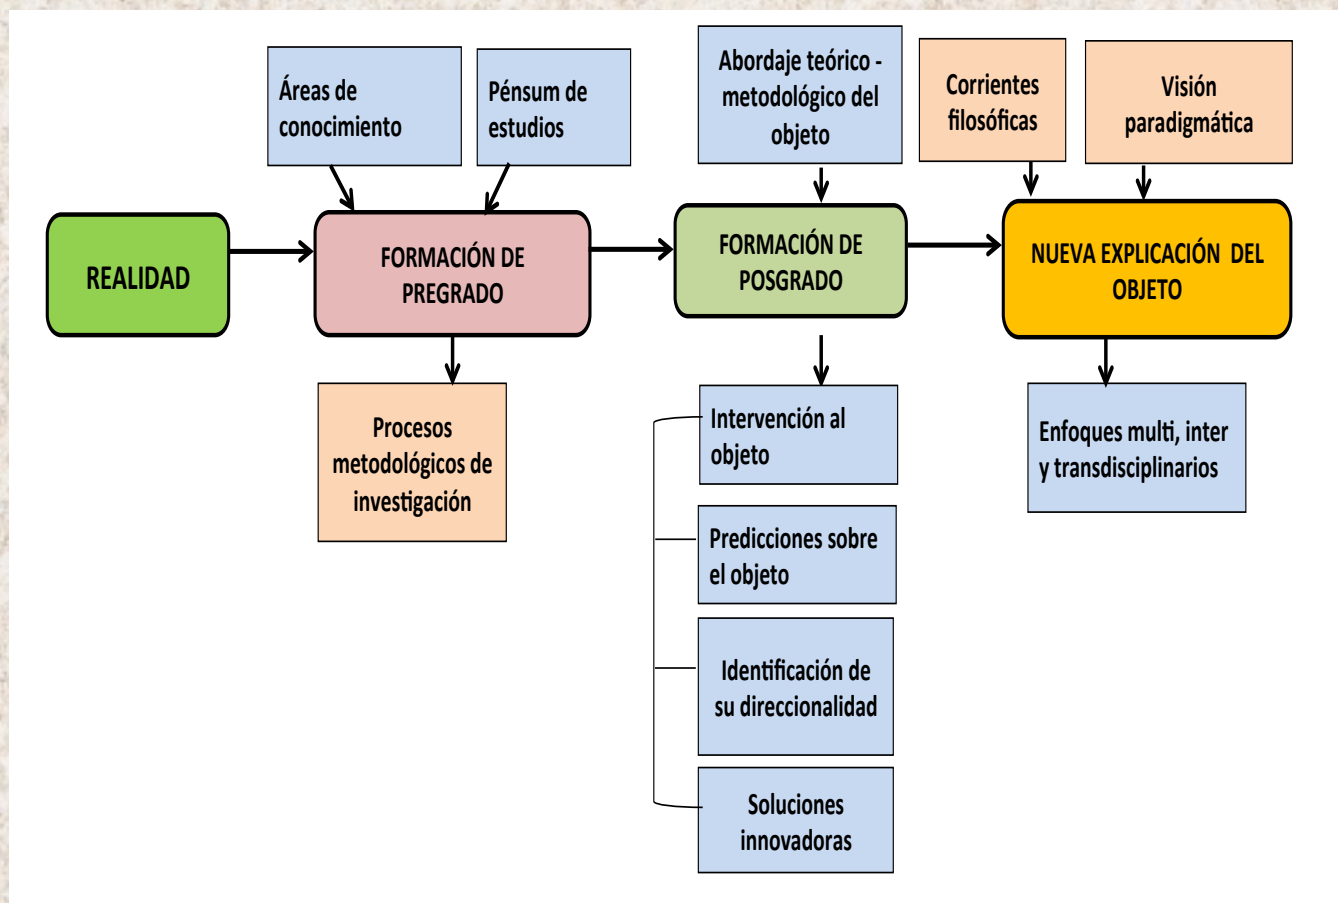 Áreas de
conocimiento
Pénsum de
estudios
Abordaje teórico -
metodológico del
objeto
Corrientes
filosóficas
Visión
paradigmática
REALIDAD
FORMACIÓN DE
PREGRADO
FORMACIÓN DE
POSGRADO
NUEVA EXPLICACIÓN DEL
OBJETO
Procesos
metodológicos de
investigación
Intervención al
objeto
Predicciones sobre
el objeto
Identificación de
su direccionalidad
Soluciones
innovadoras
Enfoques multi, inter
y transdisciplinarios